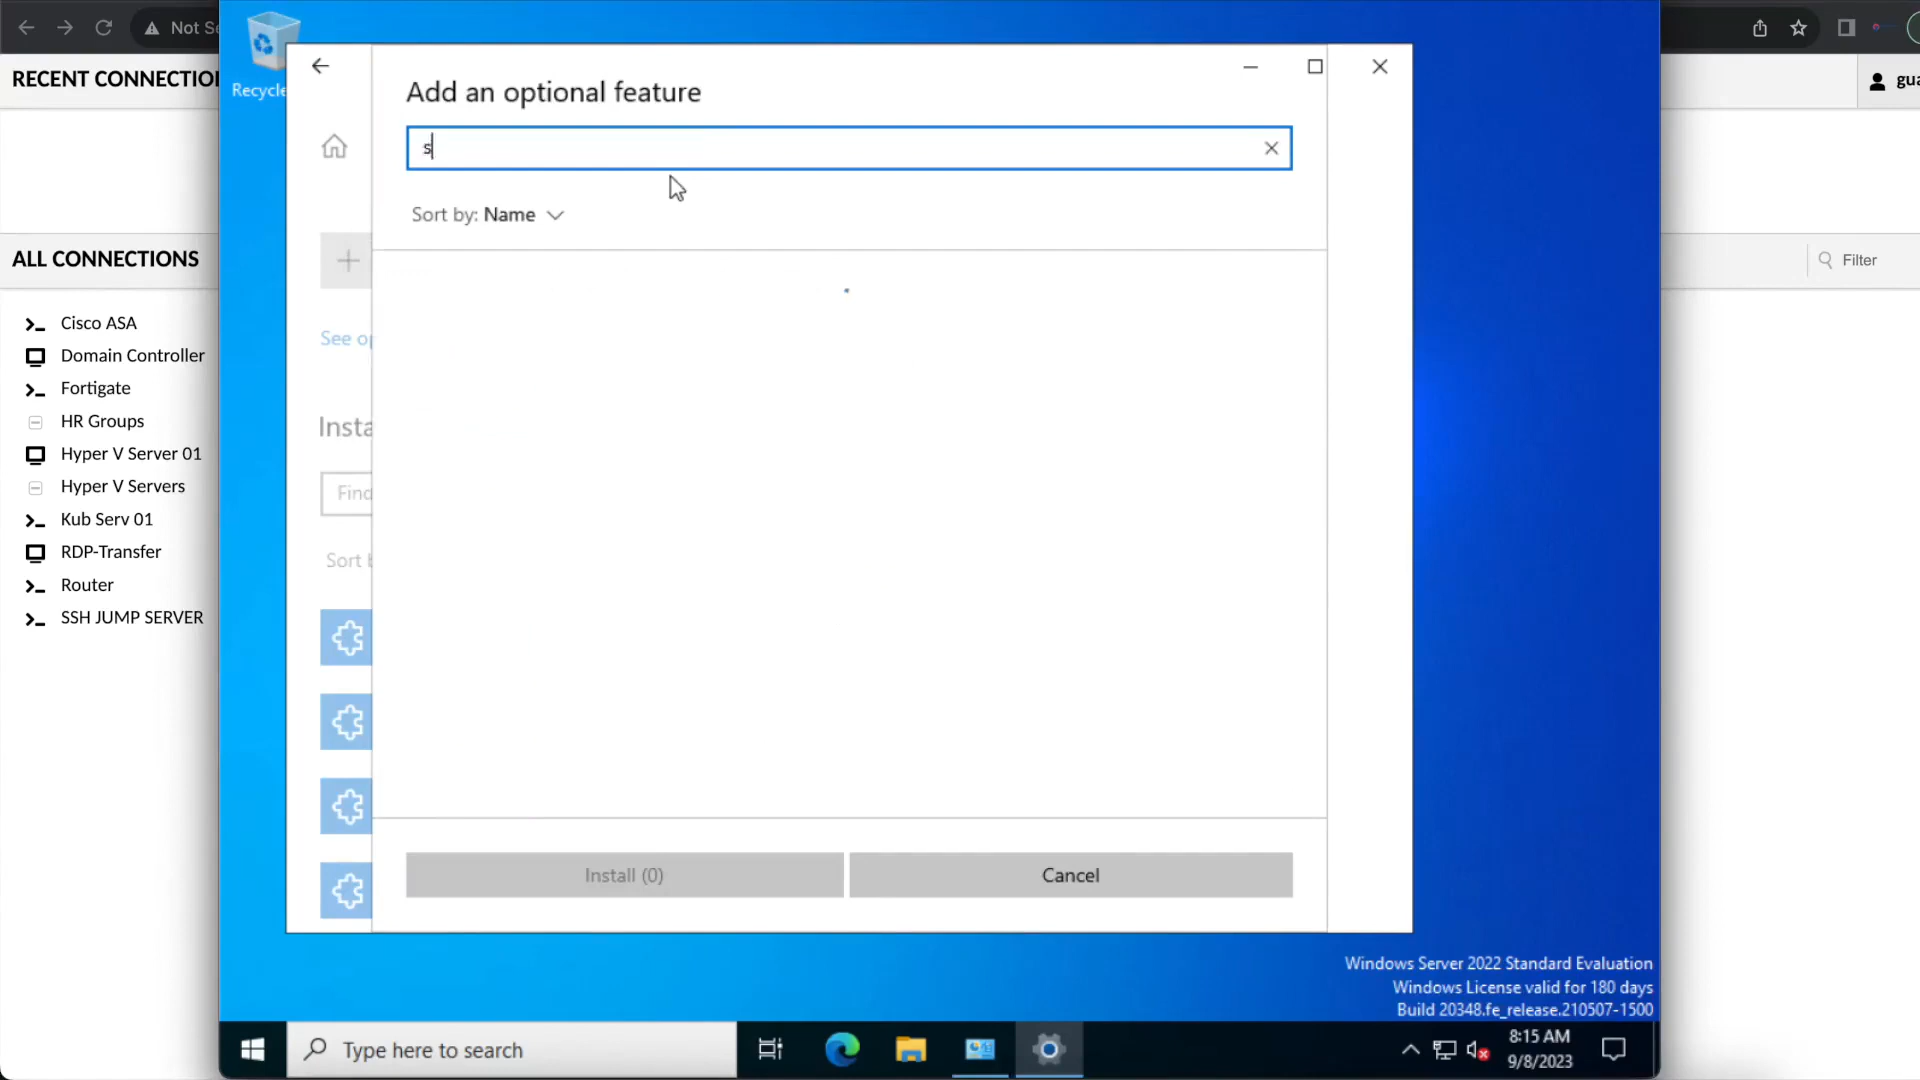 Not Se
RECENT CONNECTIO
gua
ALL CONNECTIONS
Filter
Cisco ASA
Domain Controller
Fortigate
HR Groups
Hyper V Server 01
Hyper V Servers
Kub Serv 01
RDP-Transfer
Router
SSH JUMP SERVER
Recycle
Add an optional feature
s
Sort by: Name
See op
Insta
Find
Sort b
Install (0)
Cancel
Windows Server 2022 Standard Evaluation
Windows License valid for 180 days
Build 20348.fe_release.210507-1500
Type here to search
8:15 AM
9/8/2023